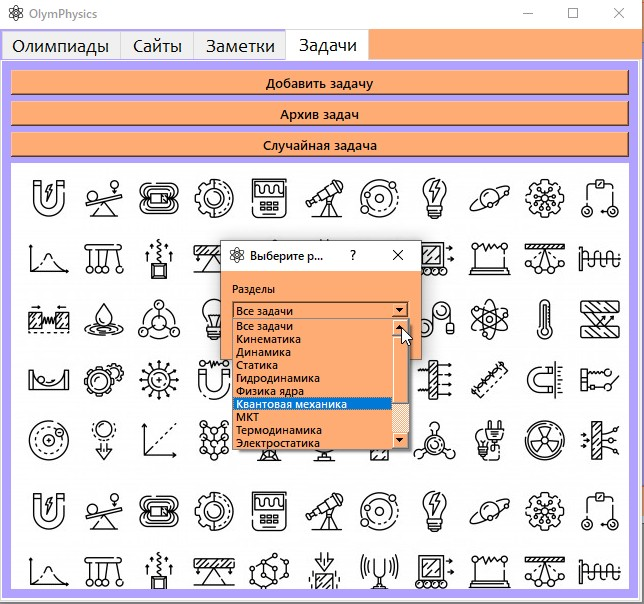 OlymPhysics
Олимпиады Сайты Заметки Задачи
Добавить задачу
Архив задач
Случайная задача
Выберите р... ?
Разделы
Все задачи
Все задачи
Кинематика
Динамика
Статика
Гидродинамика
Физика ядра
Квантовая механика
МКТ
Термодинамика
Электростатика